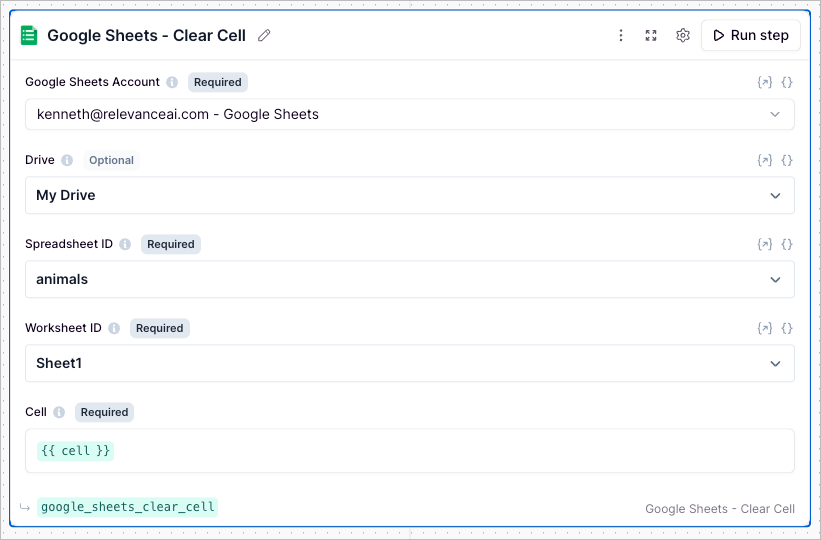 Google Sheets - Clear Cell
Run step
Google Sheets Account Required
kenneth@relevanceai.com - Google Sheets
Drive Optional
My Drive
Spreadsheet ID Required
animals
Worksheet ID Required
Sheet1
Cell Required
{{ cell }}
google_sheets_clear_cell
Google Sheets - Clear Cell